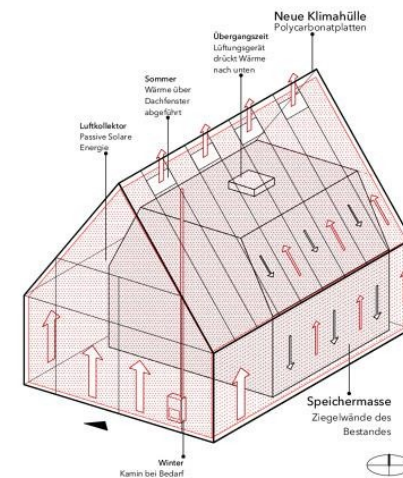 Neue Klimahülle
Polycarbonatplatten
Übergangszeit
Lüftungsgerät
drückt Wärme
nach unten
Sommer
Wärme über
Dachfenster
abgeführt
Luftkollektor
Passive Solare
Energie
Speichermasse
Ziegelwände des
Bestandes
Winter
Kamin bei Bedarf